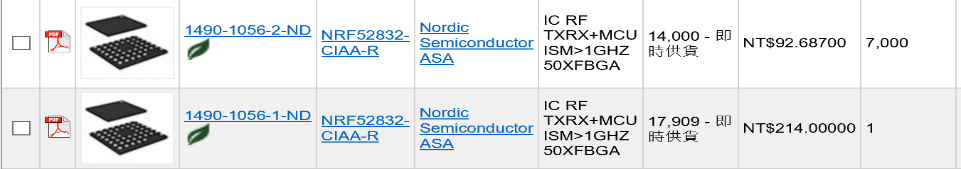 1490-1056-2-ND
NRF52832-
CIAA-R
Nordic
Semiconductor
ASA
IC RF
TXRX+MCU
ISM>1GHZ
50XFBGA
14,000 - 即
時供貨
NT$92.68700
7,000
1490-1056-1-ND
NRF52832-
CIAA-R
Nordic
Semiconductor
ASA
IC RF
TXRX+MCU
ISM>1GHZ
50XFBGA
17,909 - 即
時供貨
NT$214.00000
1